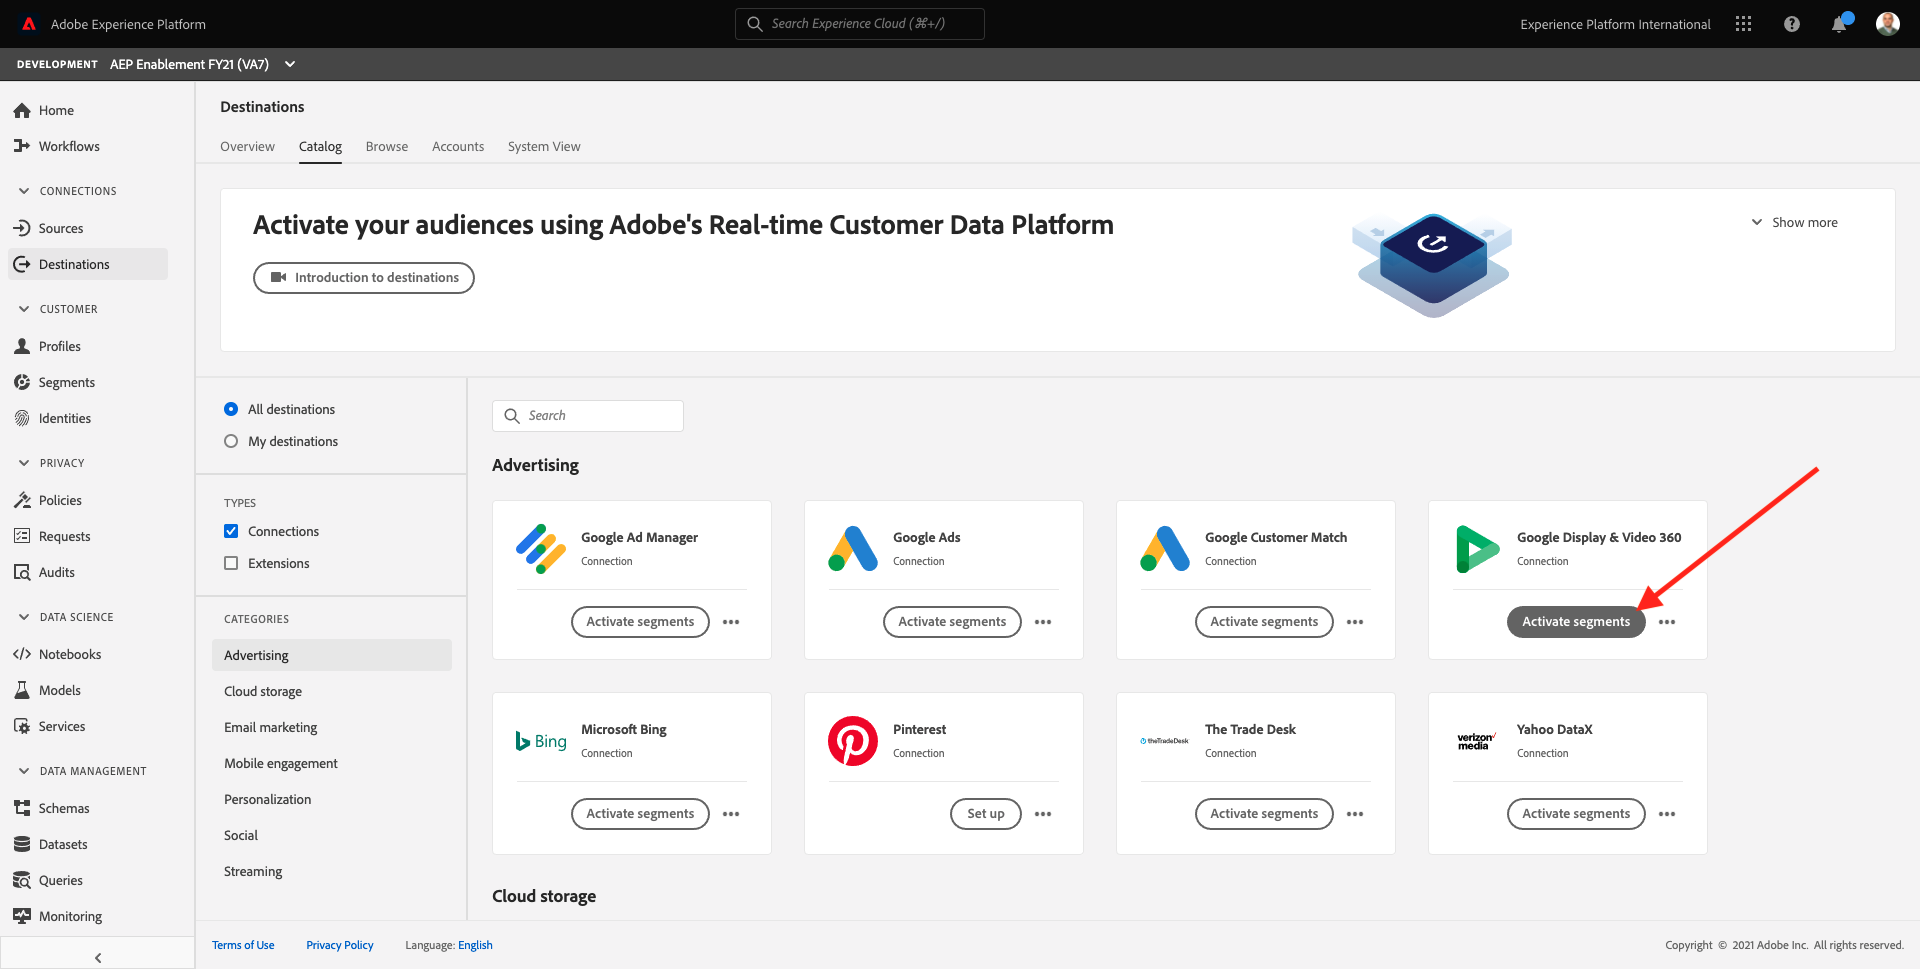 Adobe Experience Platform
Search Experience Cloud (⌘+/)
Experience Platform International
DEVELOPMENT AEP Enablement FY21 (VA7)
Home
Workflows
CONNECTIONS
Sources
Destinations
CUSTOMER
Profiles
Segments
Identities
PRIVACY
Policies
Requests
Audits
DATA SCIENCE
Notebooks
Models
Services
DATA MANAGEMENT
Schemas
Datasets
Queries
Monitoring
Destinations
Overview Catalog Browse Accounts System View
Activate your audiences using Adobe's Real-time Customer Data Platform
Show more
Introduction to destinations
All destinations
My destinations
TYPES
Connections
Extensions
CATEGORIES
Advertising
Cloud storage
Email marketing
Mobile engagement
Personalization
Social
Streaming
Search
Advertising
Google Ad Manager
Connection
Activate segments
Google Ads
Connection
Activate segments
Google Customer Match
Connection
Activate segments
Google Display & Video 360
Connection
Activate segments
Bing
Microsoft Bing
Connection
Activate segments
Pinterest
Connection
Set up
theTradeDesk
The Trade Desk
Connection
Activate segments
verizon
media
Yahoo DataX
Connection
Activate segments
Cloud storage
Terms of Use Privacy Policy Language: English
Copyright © 2021 Adobe Inc. All rights reserved.